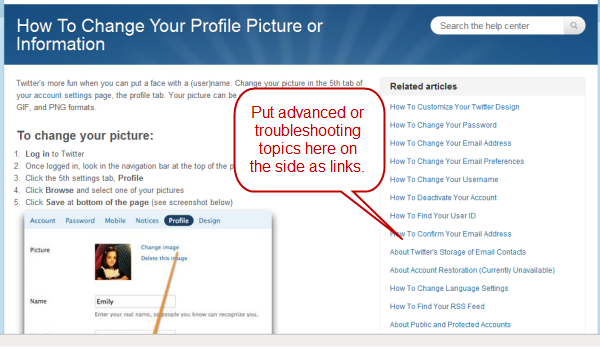 How To Change Your Profile Picture or
Information
Search the help center
Twitter's more fun when you can put a face with a (user)name. Change your picture in the 5th tab of
your account settings page, the profile tab. Your picture can be
GIF, and PNG formats.
To change your picture:
1. Log in to Twitter
2. Once logged in, look in the navigation bar at the top of the
3. Click the 5th settings tab, Profile
4. Click Browse and select one of your pictures
5. Click Save at bottom of the page (see screenshot below)
Account Password Mobile Notices Profile Design
Picture
Change image
Delete this image
Name
Emily
Enter your real name, so people you know can recognize you.
Put advanced or
troubleshooting
topics here on
the side as links.
Related articles
How To Customize Your Twitter Design
How To Change Your Password
How To Change Your Email Address
How To Change Your Email Preferences
How To Change Your Username
How To Deactivate Your Account
How To Find Your User ID
How To Confirm Your Email Address
About Twitter's Storage of Email Contacts
About Account Restoration (Currently Unavailable)
How To Change Language Settings
How To Find Your RSS Feed
About Public and Protected Accounts